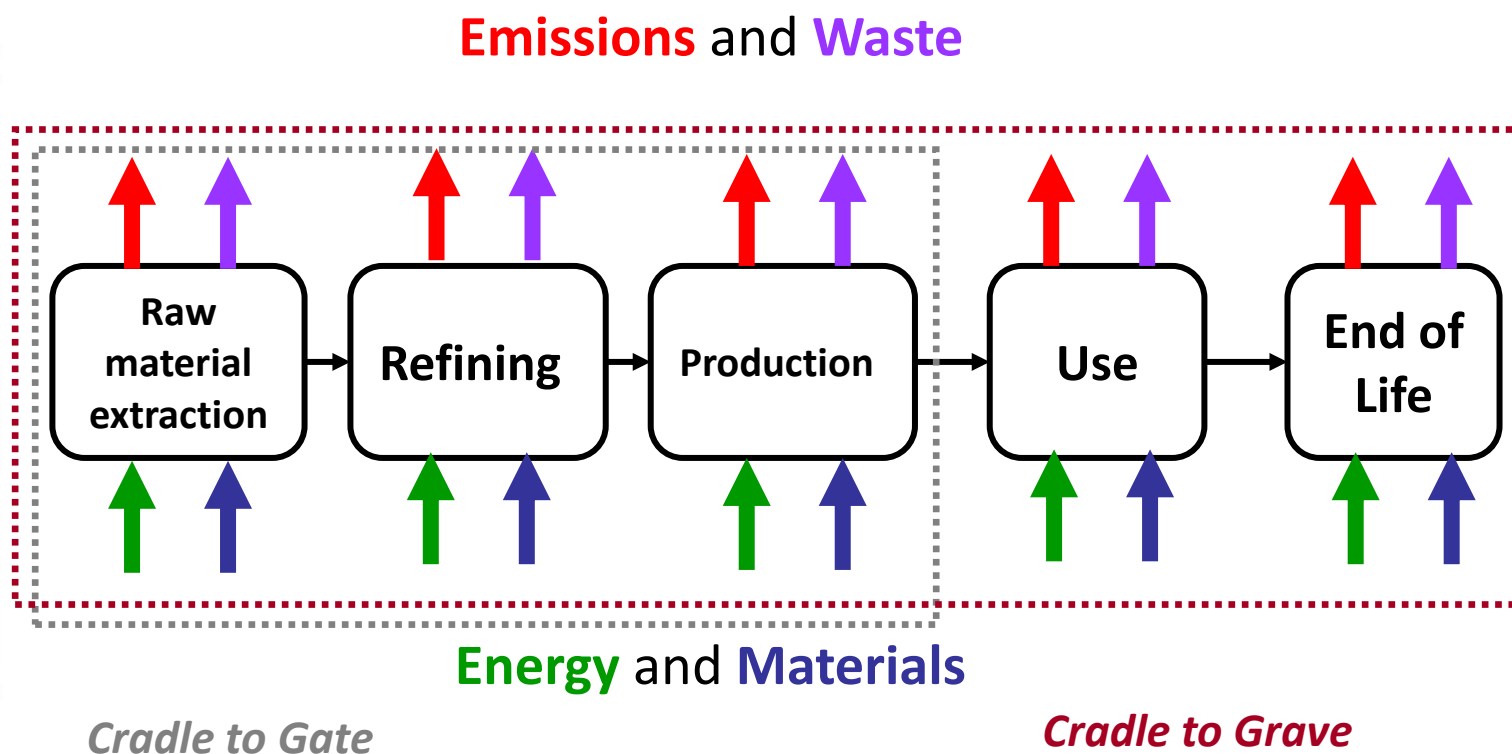 Emissions and Waste
Raw
material
extraction
Refining
Production
Use
End of
Life
Energy and Materials
Cradle to Gate
Cradle to Grave